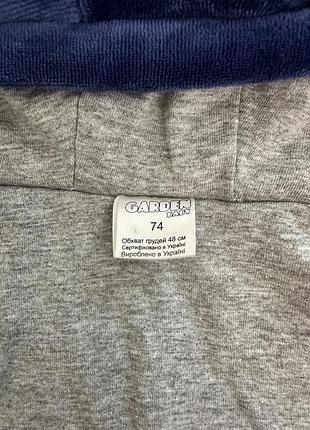 GARDEN
BABY
74
Обхват грудей 48 см
Сертифіковано в Україні
Вироблено в Україні